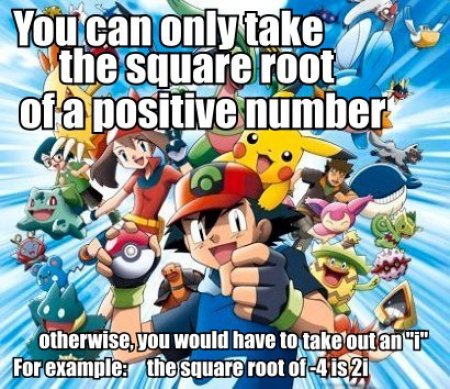 You can only take
the square root
of a positive number
otherwise, you would have to take out an "i"
For example: the square root of -4 is 2i